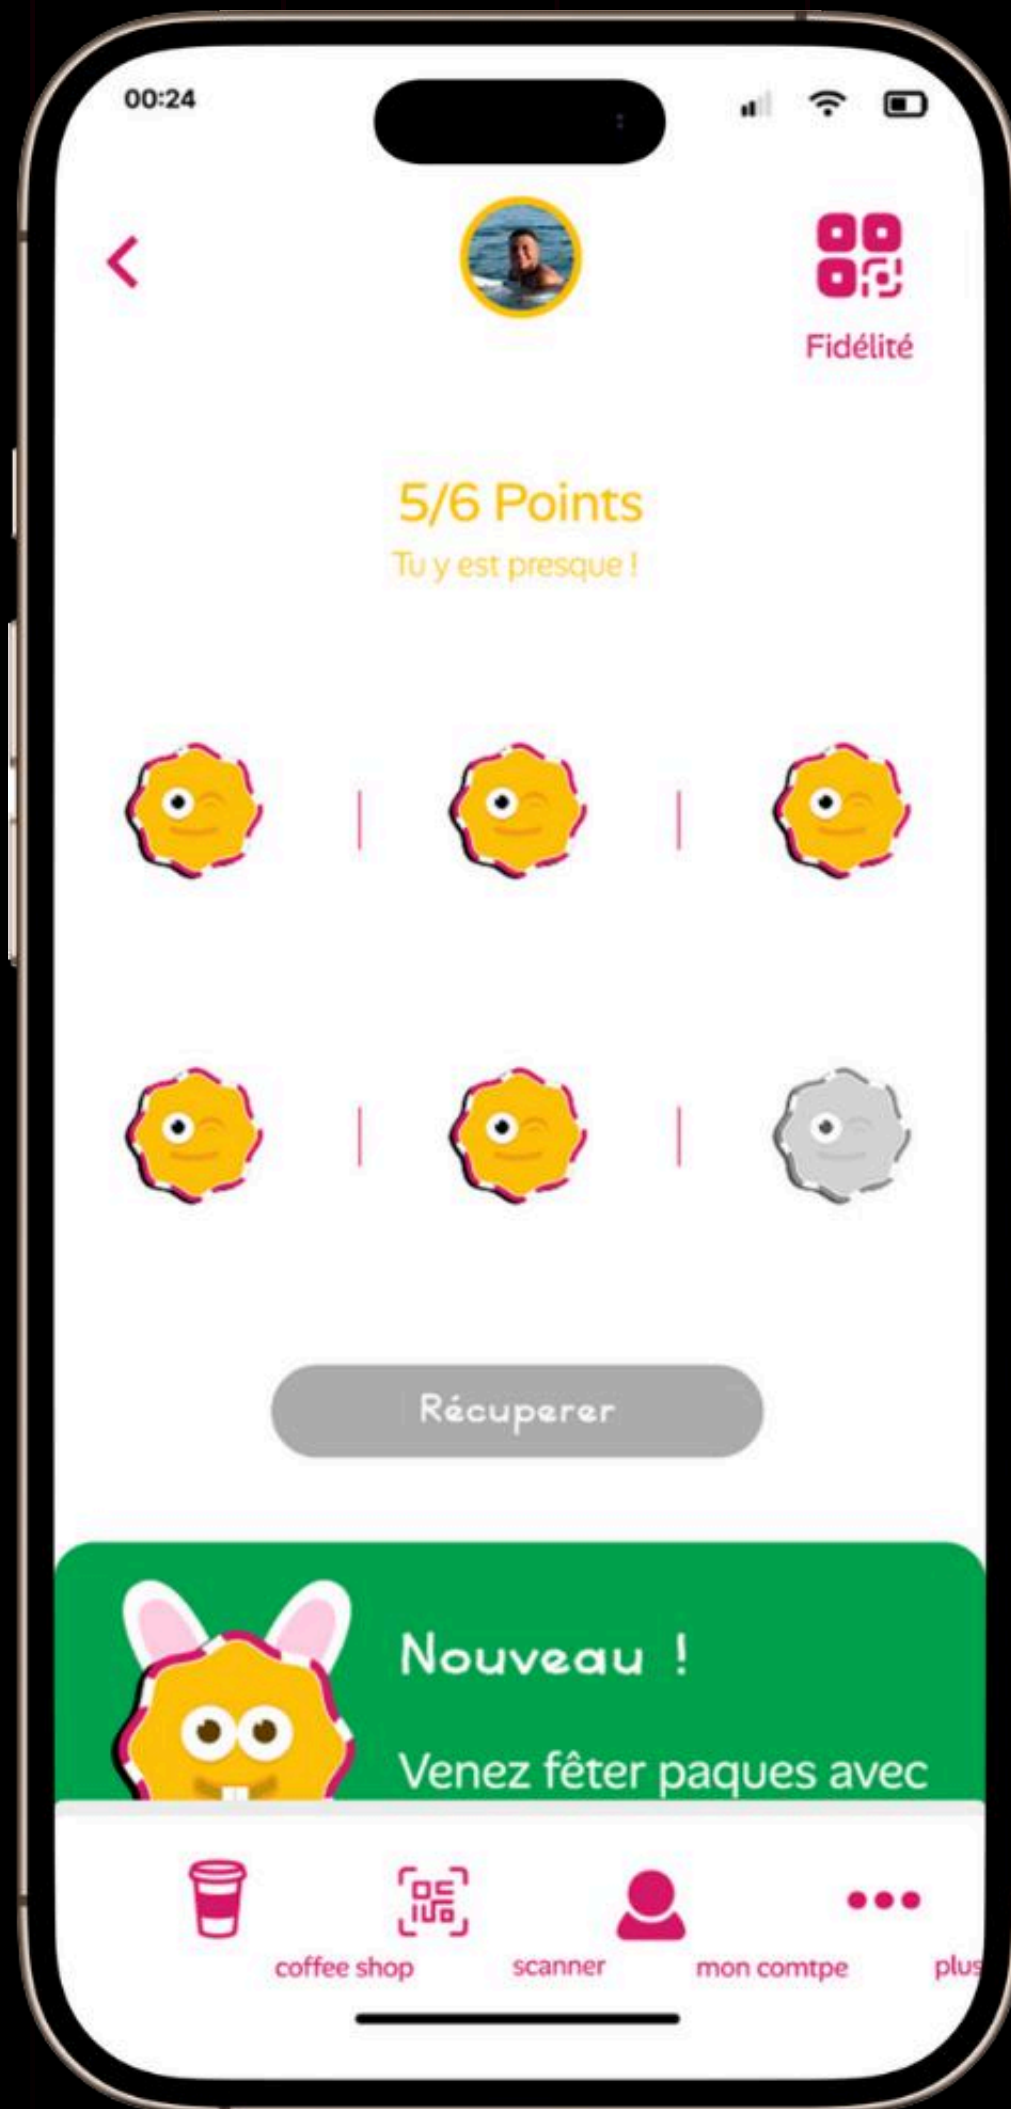 00:24
Fidélité
5/6 Points
Tu y est presque !
Récuperer
Nouveau !
Venez fêter paques avec
coffee shop
scanner
mon comtpe
plus